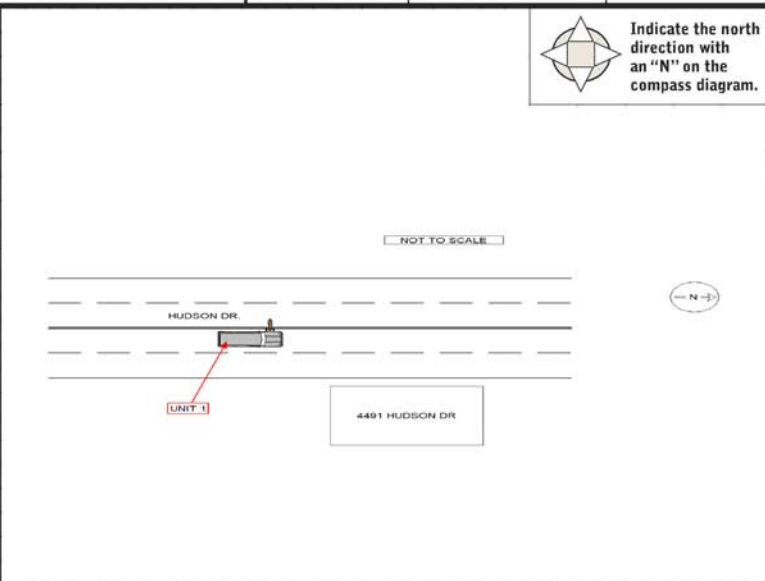 Indicate the north
direction with
an “N” on the
compass diagram.
NOT TO SCALE
N
HUDSON DR.
UNIT 1
4491 HUDSON DR